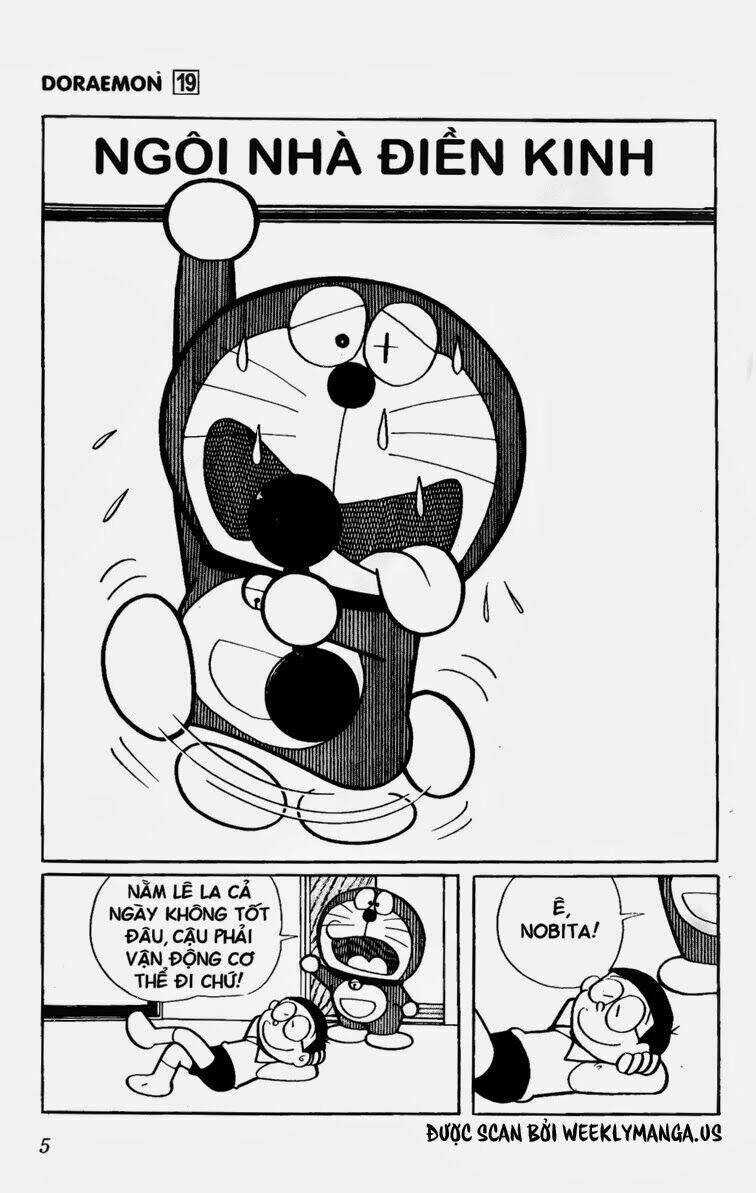 DORAEMON 19
NGÔI NHÀ ĐIỀN KINH
Ê,
NOBITA!
NẰM LÊ LA CẢ
NGÀY KHÔNG TỐT
ĐÂU, CẬU PHẢI
VẬN ĐỘNG CƠ
THỂ ĐI CHỨ!
5
ĐƯỢC SCAN BỞI WEEKLYMANGA.US